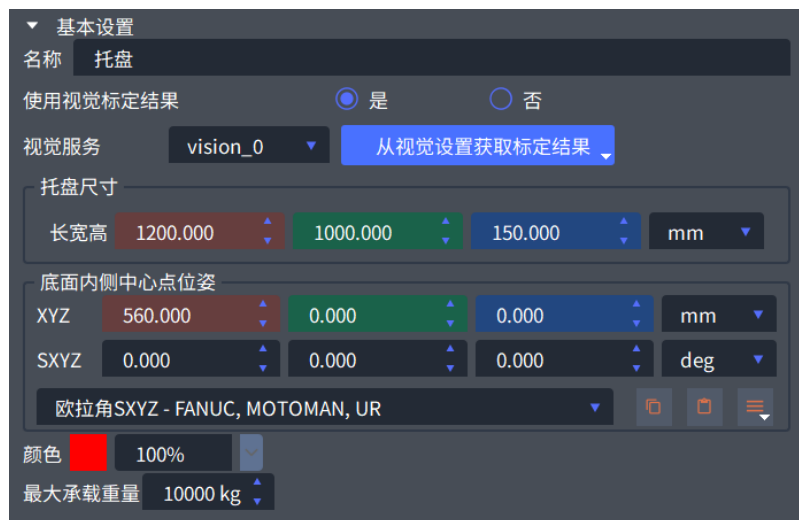 基本设置
名称 托盘
使用视觉标定结果 是 否
视觉服务 vision_0 从视觉设置获取标定结果
托盘尺寸
长宽高 1200.000 1000.000 150.000 mm
底面内侧中心点位姿
XYZ 560.000 0.000 0.000 mm
SXYZ 0.000 0.000 0.000 deg
欧拉角SXYZ - FANUC, MOTOMAN, UR
颜色 100%
最大承载重量 10000 kg